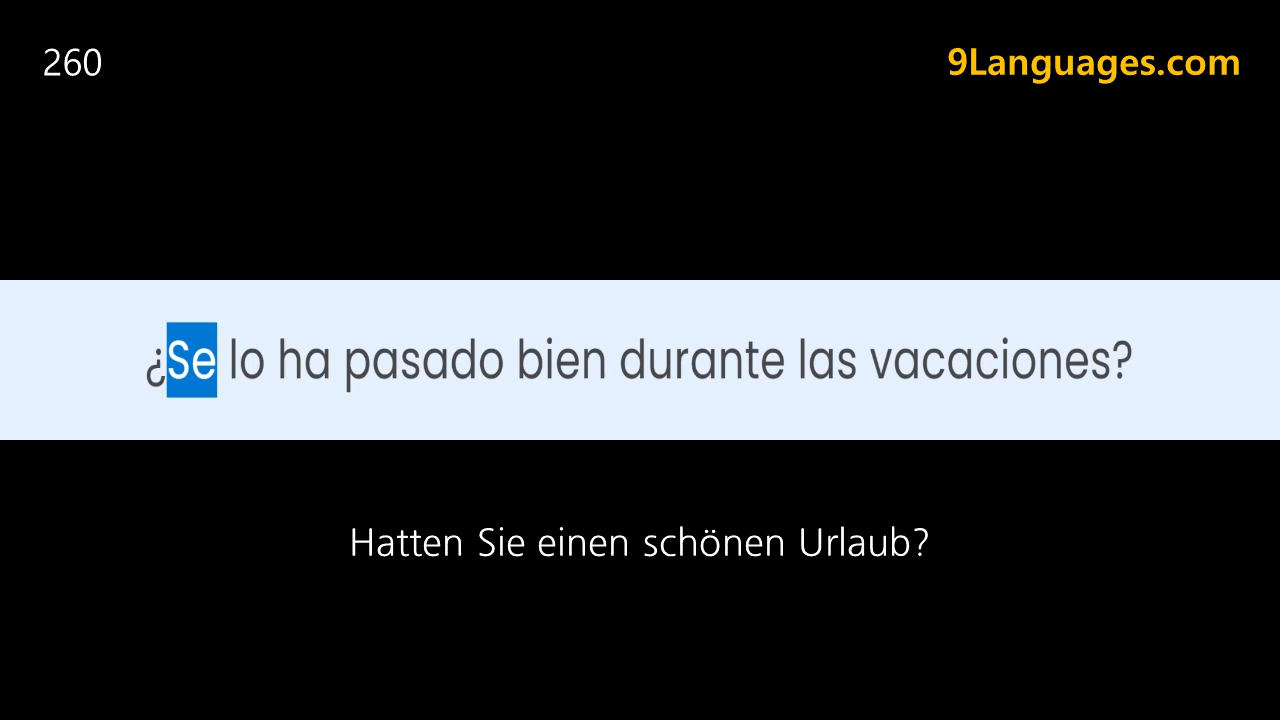 260
9Languages.com
¿Se lo ha pasado bien durante las vacaciones?
Hatten Sie einen schönen Urlaub?